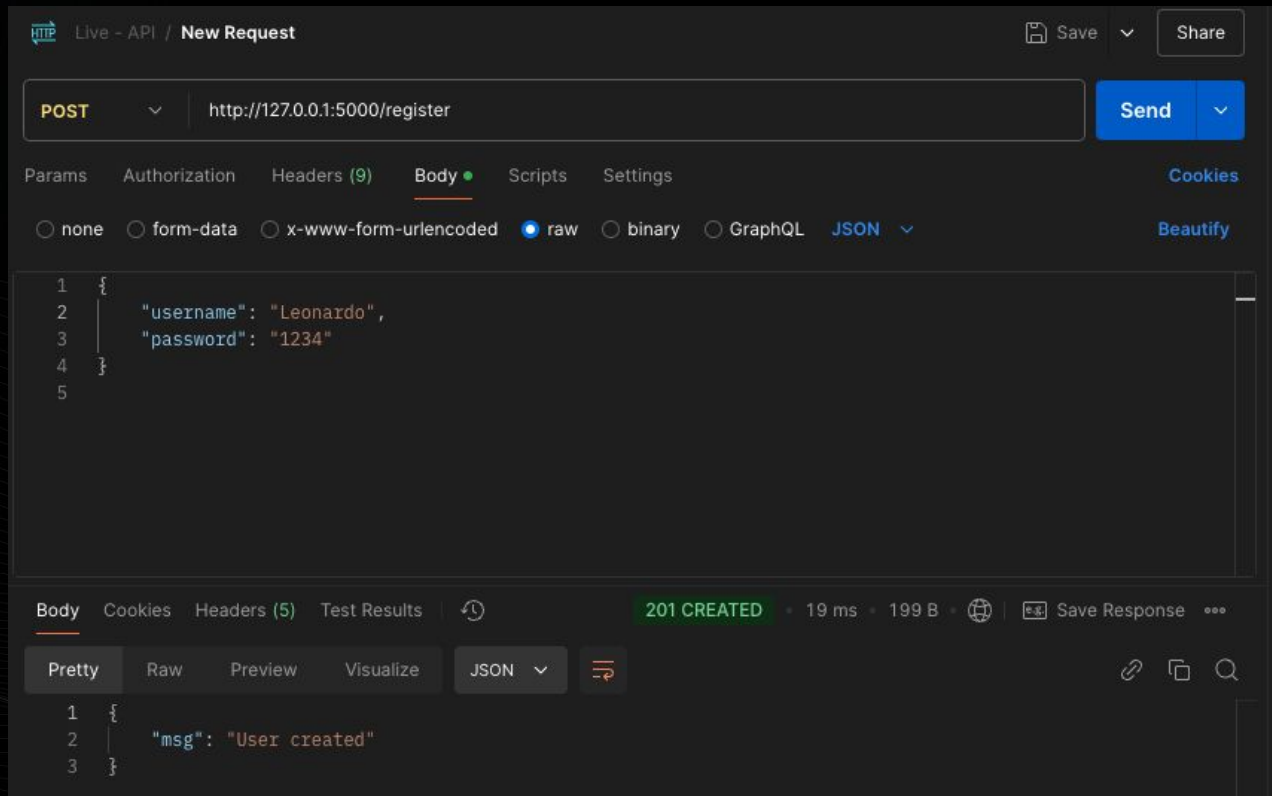 HTTP Live - API / New Request Save Share
POST http://127.0.0.1:5000/register Send
Params Authorization Headers (9) Body Scripts Settings Cookies
none form-data x-www-form-urlencoded raw binary GraphQL JSON Beautify
1 {
2 "username": "Leonardo",
3 "password": "1234"
4 }
5
Body Cookies Headers (5) Test Results 201 CREATED 19 ms 199 B e.g. Save Response
Pretty Raw Preview Visualize JSON
1 {
2 "msg": "User created"
3 }